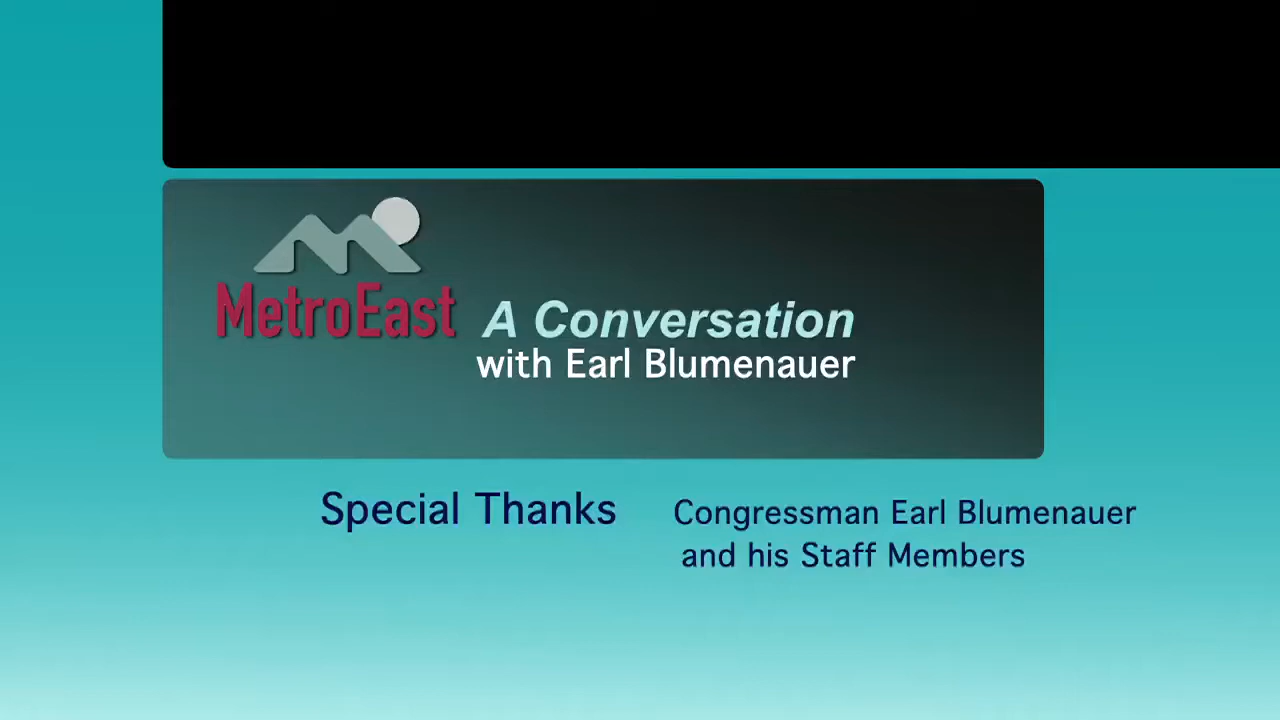 MetroEast
A Conversation
with Earl Blumenauer
Special Thanks
Congressman Earl Blumenauer
and his Staff Members